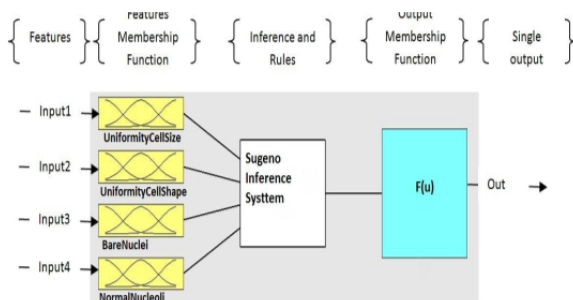 Features
Features
Membership
Function
Inference and
Rules
Output
Membership
Function
Single
output
Input1
UniformityCellSize
Input2
UniformityCellShape
Input3
BareNuclei
Input4
NormalNucleoli
Sugeno
Inference
Systtem
F(u)
Out